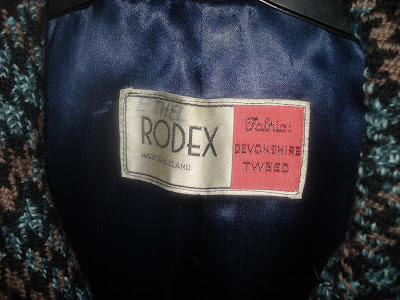 RODEX
MADE IN ENGLAND
Fabric:
DEVONSHIRE
TWEED